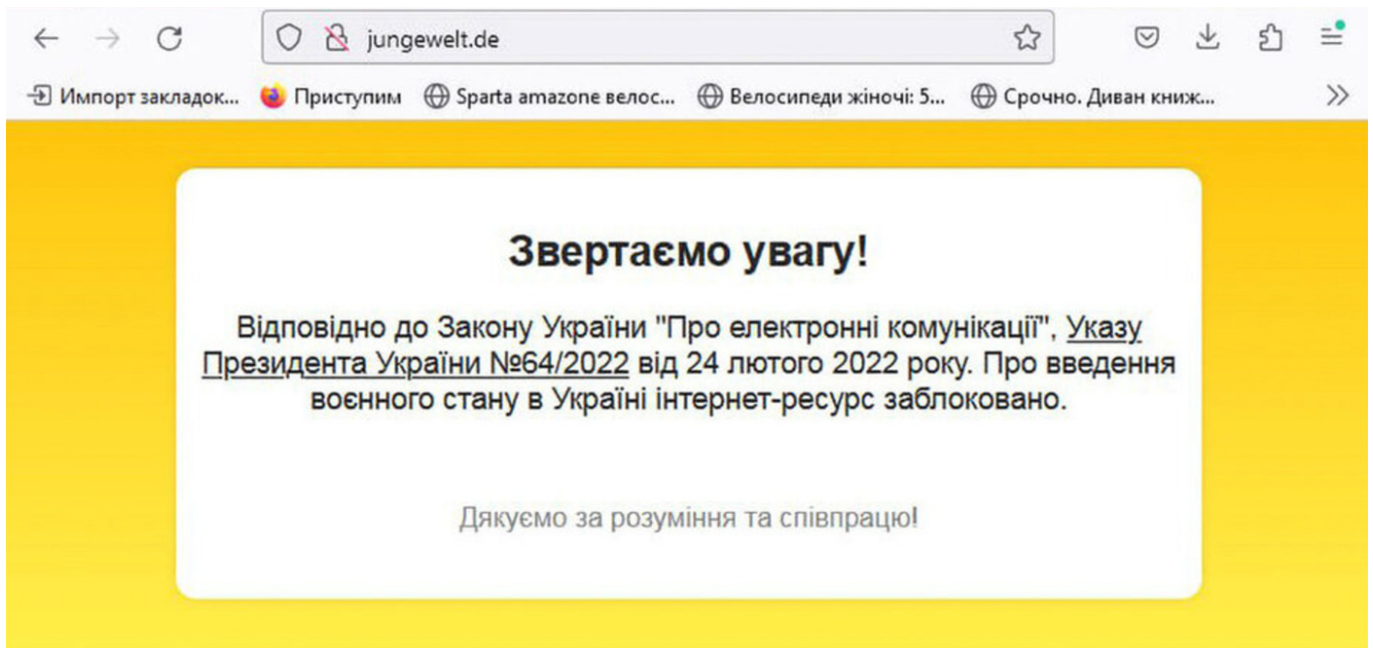 jungewelt.de
Импорт закладок... Приступим Sparta amazone велос... Велосипеди жіночі: 5... Срочно. Диван книж...
Звертаємо увагу!
Відповідно до Закону України "Про електронні комунікації", Указу
Президента України №64/2022 від 24 лютого 2022 року. Про введення
воєнного стану в Україні інтернет-ресурс заблоковано.
Дякуємо за розуміння та співпрацю!